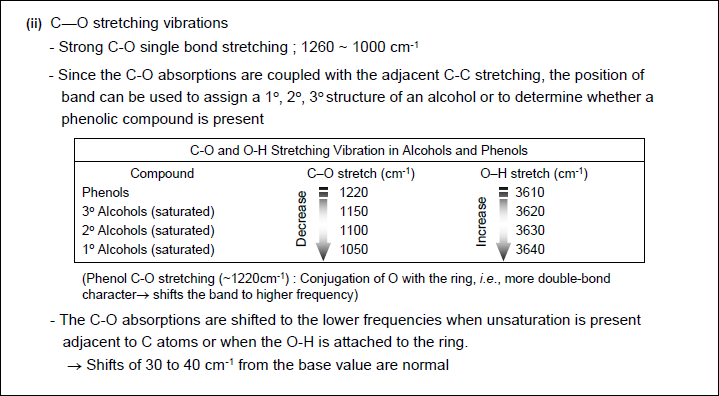 (ii) C—O stretching vibrations
- Strong C-O single bond stretching ; 1260 ~ 1000 cm-1
- Since the C-O absorptions are coupled with the adjacent C-C stretching, the position of
band can be used to assign a 1º, 2º, 3º structure of an alcohol or to determine whether a
phenolic compound is present
C-O and O-H Stretching Vibration in Alcohols and Phenols
Compound C–O stretch (cm-1) O–H stretch (cm-1)
Phenols 1220 3610
3º Alcohols (saturated) 1150 3620
2º Alcohols (saturated) 1100 3630
1º Alcohols (saturated) 1050 3640
Decrease
Increase
(Phenol C-O stretching (~1220cm-1) : Conjugation of O with the ring, i.e., more double-bond
character→ shifts the band to higher frequency)
- The C-O absorptions are shifted to the lower frequencies when unsaturation is present
adjacent to C atoms or when the O-H is attached to the ring.
→ Shifts of 30 to 40 cm-1 from the base value are normal